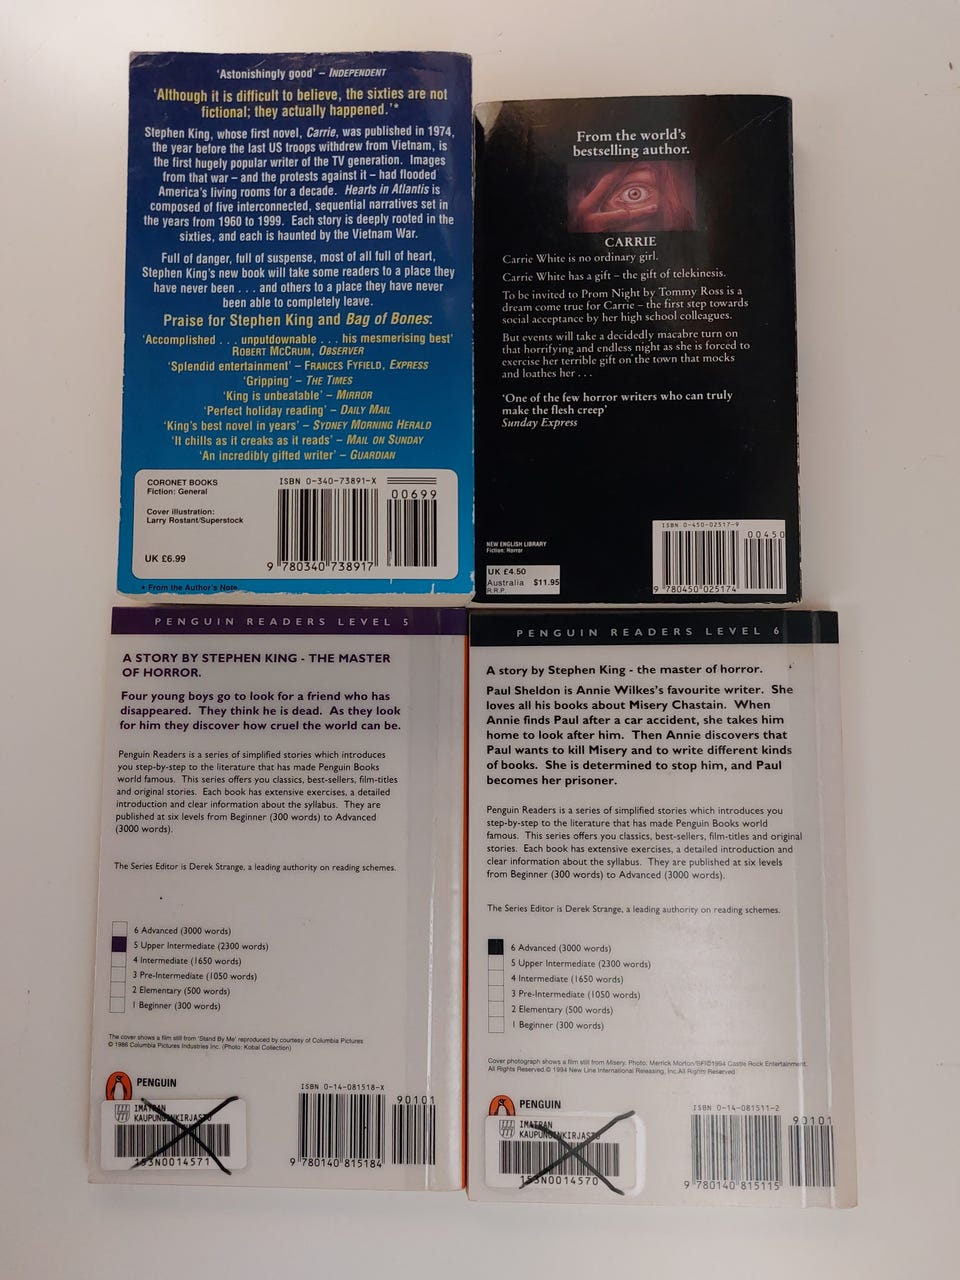 'Astonishingly good' – INDEPENDENT
'Although it is difficult to believe, the sixties are not
fictional; they actually happened.'*
Stephen King, whose first novel, Carrie, was published in 1974,
the year before the last US troops withdrew from Vietnam, is
the first hugely popular writer of the TV generation. Images
from that war – and the protests against it – had flooded
America's living rooms for a decade. Hearts in Atlantis is
composed of five interconnected, sequential narratives set in
the years from 1960 to 1999. Each story is deeply rooted in the
sixties, and each is haunted by the Vietnam War.
Full of danger, full of suspense, most of all full of heart,
Stephen King's new book will take some readers to a place they
have never been . . . and others to a place they have never
been able to completely leave.
Praise for Stephen King and Bag of Bones:
'Accomplished . . . unputdownable . . . his mesmerising best'
ROBERT MCCRUM, OBSERVER
'Splendid entertainment' – FRANCES FYFIELD, EXPRESS
'Gripping' – THE TIMES
'King is unbeatable' – MIRROR
'Perfect holiday reading' – DAILY MAIL
'King's best novel in years' – SYDNEY MORNING HERALD
'It chills as it creaks as it reads' – MAIL ON SUNDAY
'An incredibly gifted writer' – GUARDIAN
CORONET BOOKS
Fiction: General
Cover illustration:
Larry Rostant/Superstock
UK £6.99
ISBN 0-340-73891-X
00699
9 780340 738917
* From the Author's Note
From the world's
bestselling author.
CARRIE
Carrie White is no ordinary girl.
Carrie White has a gift – the gift of telekinesis.
To be invited to Prom Night by Tommy Ross is a
dream come true for Carrie – the first step towards
social acceptance by her high school colleagues.
But events will take a decidedly macabre turn on
that horrifying and endless night as she is forced to
exercise her terrible gift on the town that mocks
and loathes her . . .
'One of the few horror writers who can truly
make the flesh creep'
Sunday Express
NEW ENGLISH LIBRARY
Fiction: Horror
UK £4.50
Australia $11.95
R.R.P.
ISBN 0-450-02517-9
00450
9 780450 025174
PENGUIN READERS LEVEL 5
A STORY BY STEPHEN KING - THE MASTER
OF HORROR.
Four young boys go to look for a friend who has
disappeared. They think he is dead. As they look
for him they discover how cruel the world can be.
Penguin Readers is a series of simplified stories which introduces
you step-by-step to the literature that has made Penguin Books
world famous. This series offers you classics, best-sellers, film-titles
and original stories. Each book has extensive exercises, a detailed
introduction and clear information about the syllabus. They are
published at six levels from Beginner (300 words) to Advanced
(3000 words).
The Series Editor is Derek Strange, a leading authority on reading schemes.
6 Advanced (3000 words)
5 Upper Intermediate (2300 words)
4 Intermediate (1650 words)
3 Pre-Intermediate (1050 words)
2 Elementary (500 words)
1 Beginner (300 words)
The cover shows a film still from 'Stand By Me' reproduced by courtesy of Columbia Pictures
© 1986 Columbia Pictures Industries Inc. (Photo: Kobal Collection)
PENGUIN
IMATRAN
KAUPUNGINKIRJASTO
153N0014571
ISBN 0-14-081518-X
90101
9 780140 815184
PENGUIN READERS LEVEL 6
A story by Stephen King - the master of horror.
Paul Sheldon is Annie Wilkes's favourite writer. She
loves all his books about Misery Chastain. When
Annie finds Paul after a car accident, she takes him
home to look after him. Then Annie discovers that
Paul wants to kill Misery and to write different kinds
of books. She is determined to stop him, and Paul
becomes her prisoner.
Penguin Readers is a series of simplified stories which introduces you
step-by-step to the literature that has made Penguin Books world
famous. This series offers you classics, best-sellers, film-titles and original
stories. Each book has extensive exercises, a detailed introduction and
clear information about the syllabus. They are published at six levels
from Beginner (300 words) to Advanced (3000 words).
The Series Editor is Derek Strange, a leading authority on reading schemes.
6 Advanced (3000 words)
5 Upper Intermediate (2300 words)
4 Intermediate (1650 words)
3 Pre-Intermediate (1050 words)
2 Elementary (500 words)
1 Beginner (300 words)
Cover photograph shows a film still from Misery. Photo: Merrick Morton/BFI©1994 Castle Rock Entertainment.
All Rights Reserved.© 1994 New Line International Releasing, Inc.All Rights Reserved
PENGUIN
IMATRAN
KAUPUNGINKIRJASTO
153N0014570
ISBN 0-14-081511-2
90101
9 780140 815115